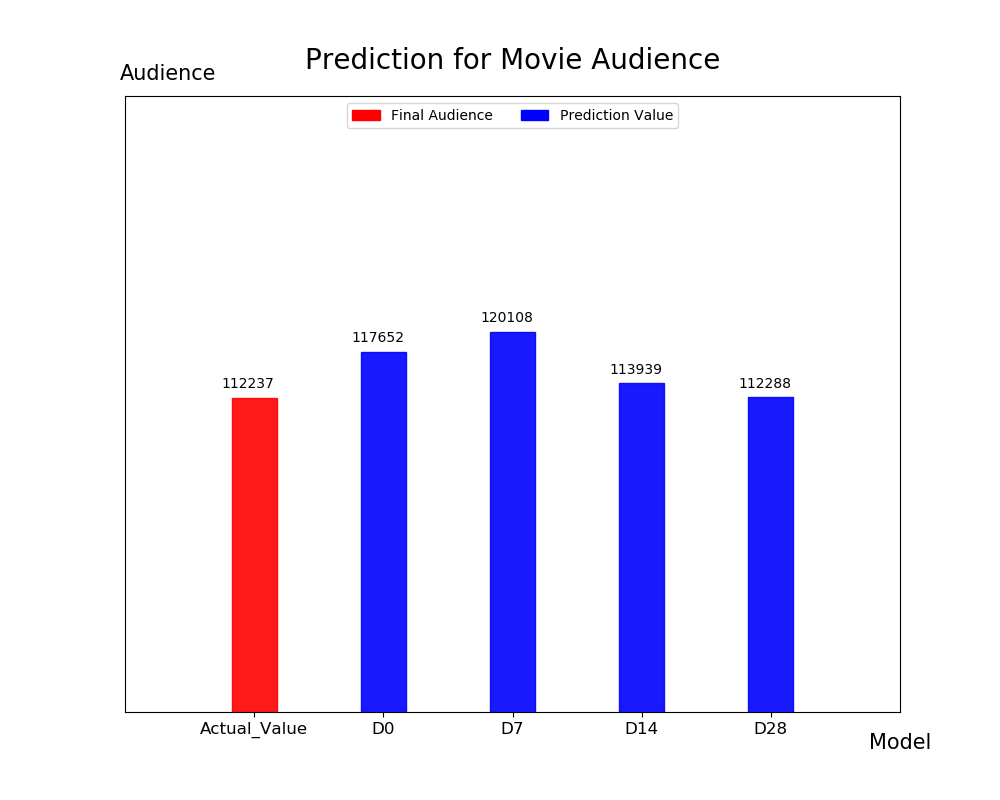 Prediction for Movie Audience
Audience
Final Audience
Prediction Value
112237
117652
120108
113939
112288
Actual_Value
D0
D7
D14
D28
Model